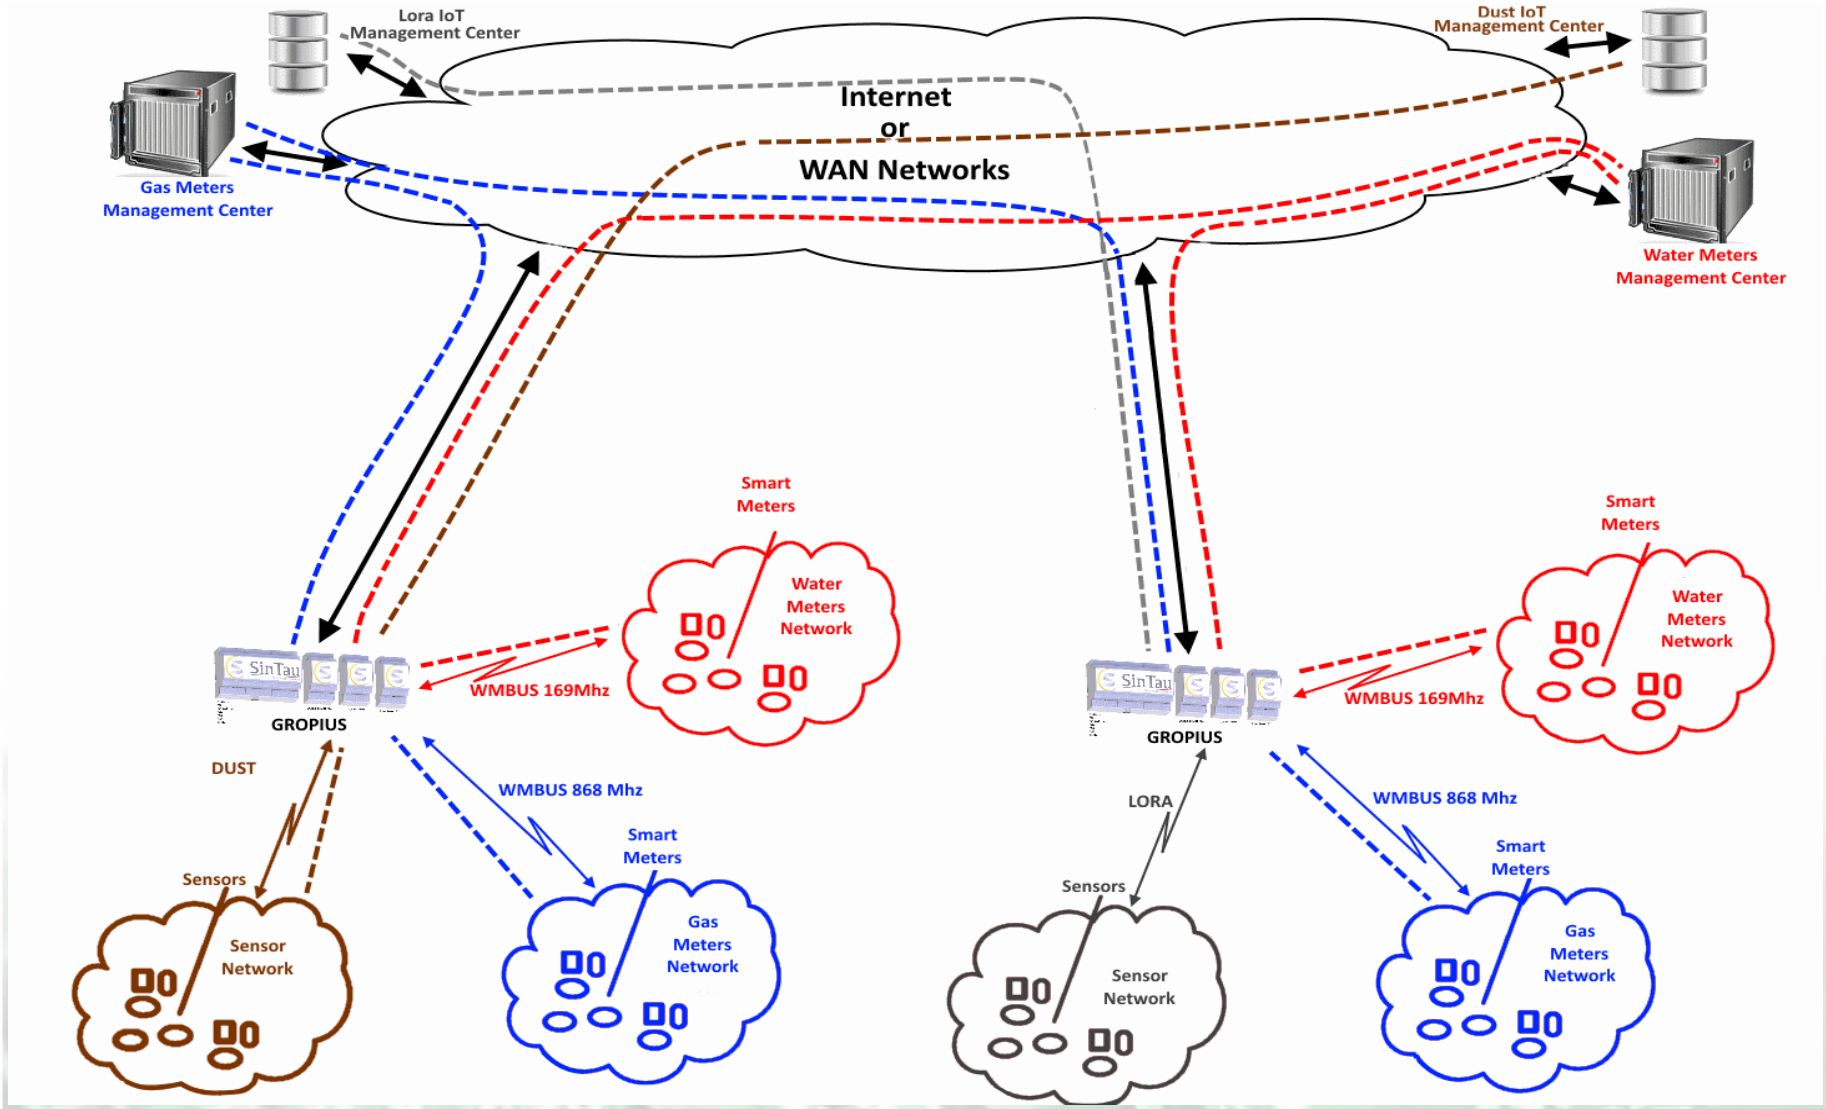 Lora IoT
Management Center
Dust IoT
Management Center
Internet
or
WAN Networks
Gas Meters
Management Center
Water Meters
Management Center
Smart
Meters
Water
Meters
Network
Smart
Meters
Water
Meters
Network
SinTau
GROPIUS
WMBUS 169Mhz
SinTau
GROPIUS
WMBUS 169Mhz
DUST
WMBUS 868 Mhz
LORA
WMBUS 868 Mhz
Sensors
Sensor
Network
Smart
Meters
Gas
Meters
Network
Sensors
Sensor
Network
Smart
Meters
Gas
Meters
Network